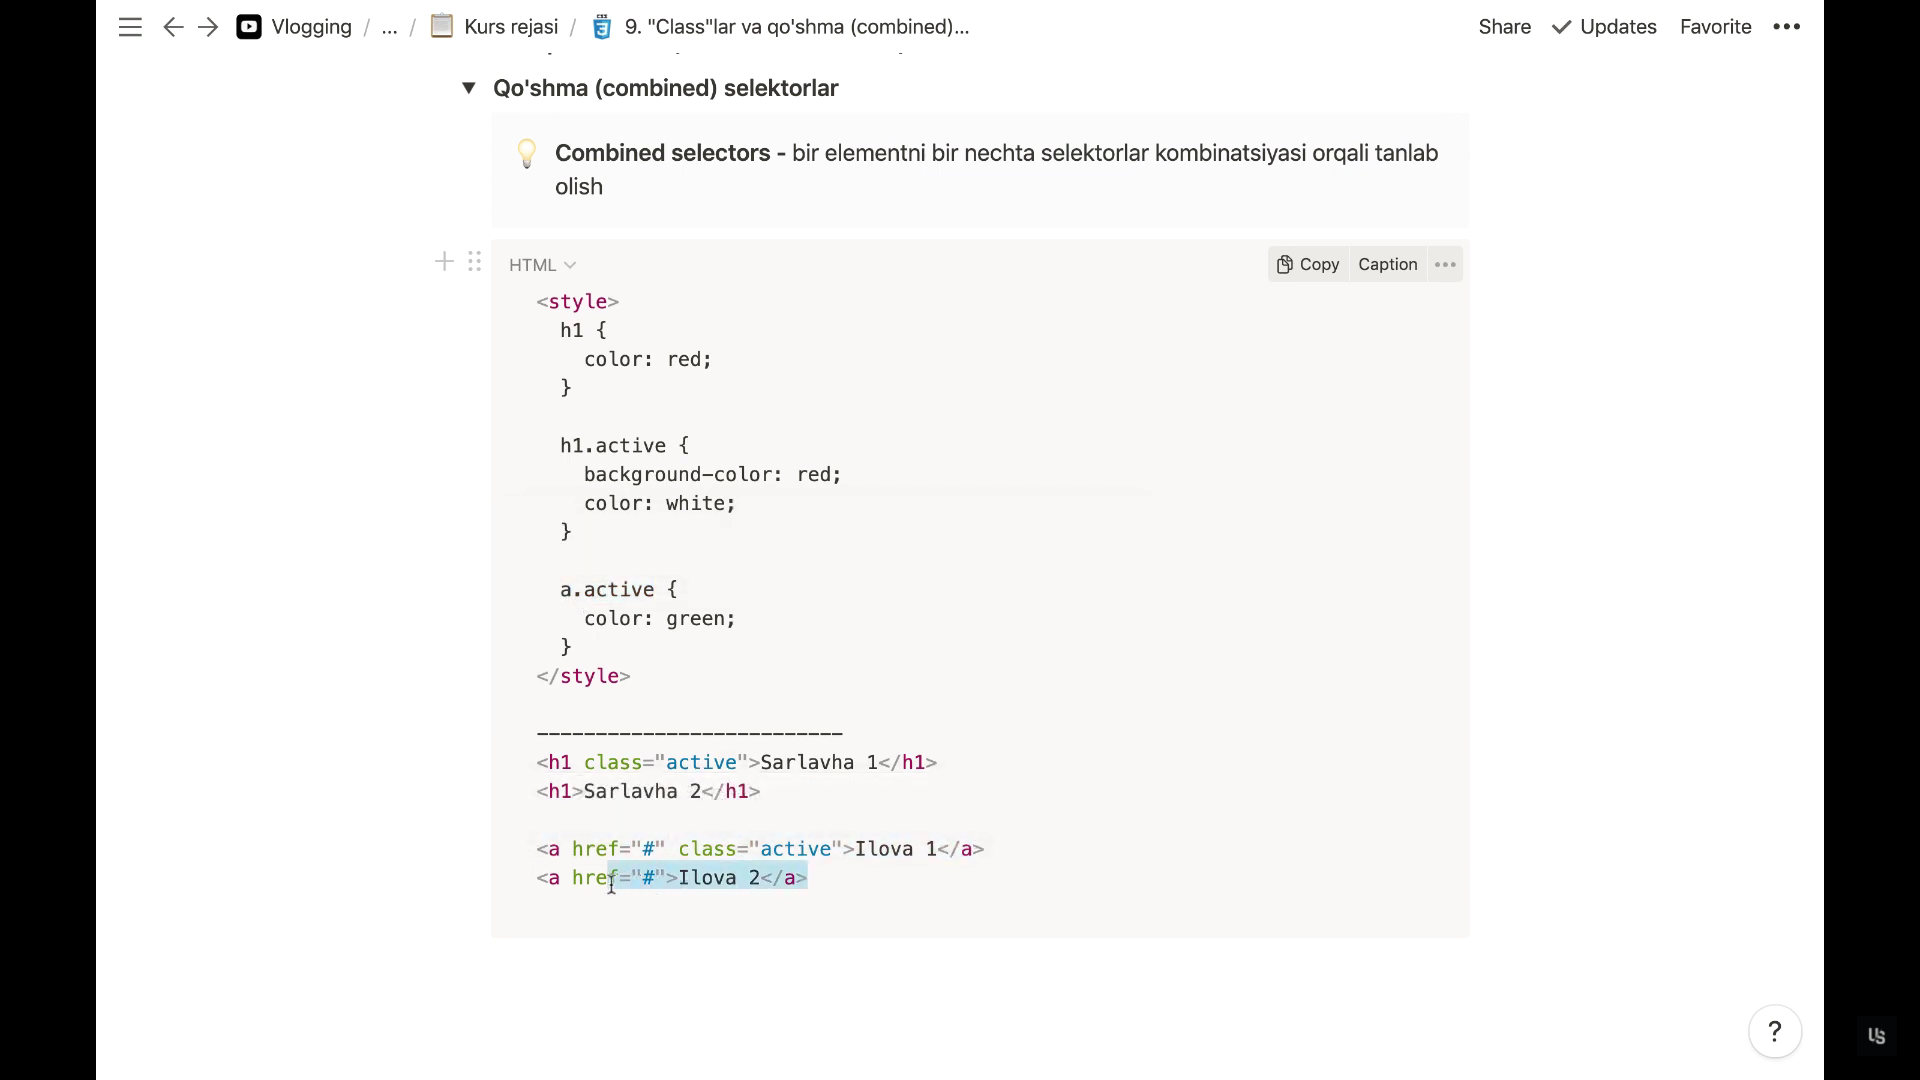 Vlogging / ... / Kurs rejasi / 9. "Class"lar va qo'shma (combined)...
Share Updates Favorite •••
Qo'shma (combined) selektorlar
Combined selectors - bir elementni bir nechta selektorlar kombinatsiyasi orqali tanlab
olish
HTML
Copy Caption •••
<style>
h1 {
color: red;
}
h1.active {
background-color: red;
color: white;
}
a.active {
color: green;
}
</style>
--------------------------
<h1 class="active">Sarlavha 1</h1>
<h1>Sarlavha 2</h1>
<a href="#" class="active">Ilova 1</a>
<a href="#">Ilova 2</a>
?